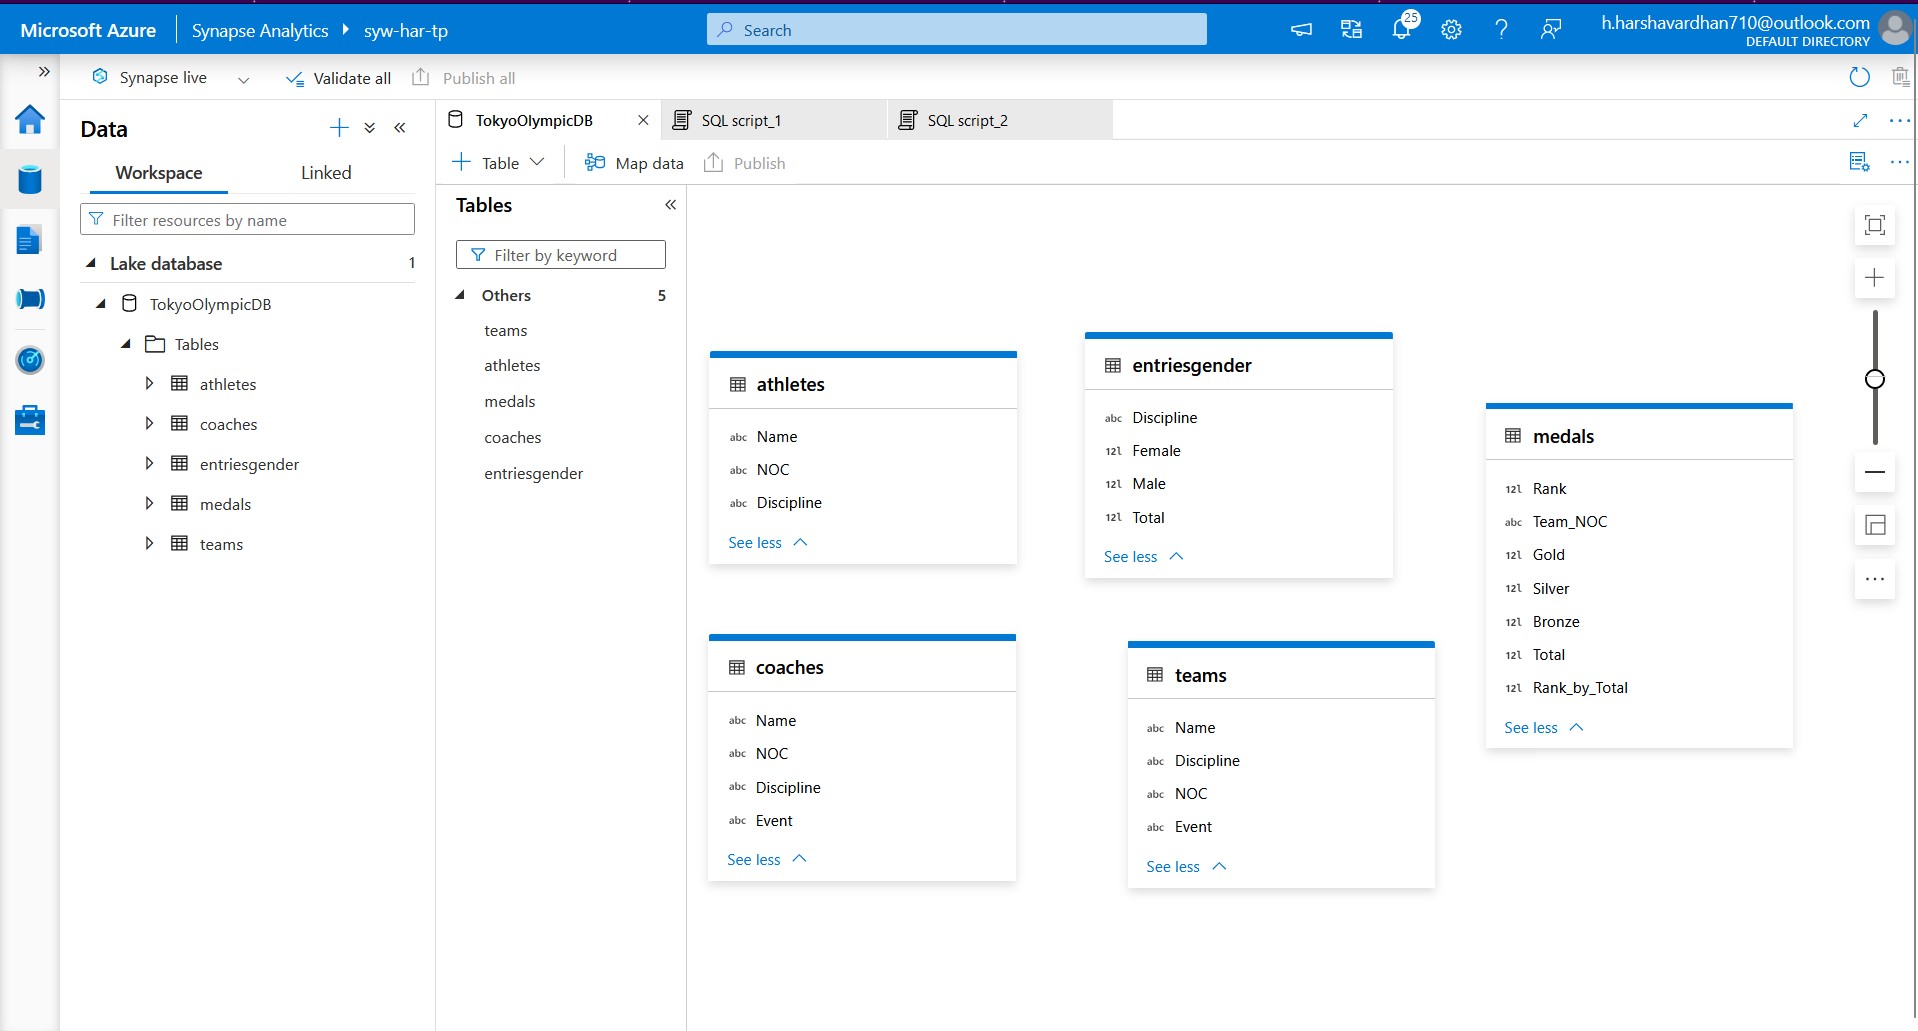 Microsoft Azure
Synapse Analytics
syw-har-tp
Search
25
h.harshavardhan710@outlook.com
DEFAULT DIRECTORY
Synapse live
Validate all
Publish all
Data
Workspace
Linked
Filter resources by name
Lake database 1
TokyoOlympicDB
Tables
athletes
coaches
entriesgender
medals
teams
TokyoOlympicDB
SQL script_1
SQL script_2
Table
Map data
Publish
Tables
Filter by keyword
Others 5
teams
athletes
medals
coaches
entriesgender
athletes
abc Name
abc NOC
abc Discipline
See less
entriesgender
abc Discipline
12l Female
12l Male
12l Total
See less
medals
12l Rank
abc Team_NOC
12l Gold
12l Silver
12l Bronze
12l Total
12l Rank_by_Total
See less
coaches
abc Name
abc NOC
abc Discipline
abc Event
See less
teams
abc Name
abc Discipline
abc NOC
abc Event
See less